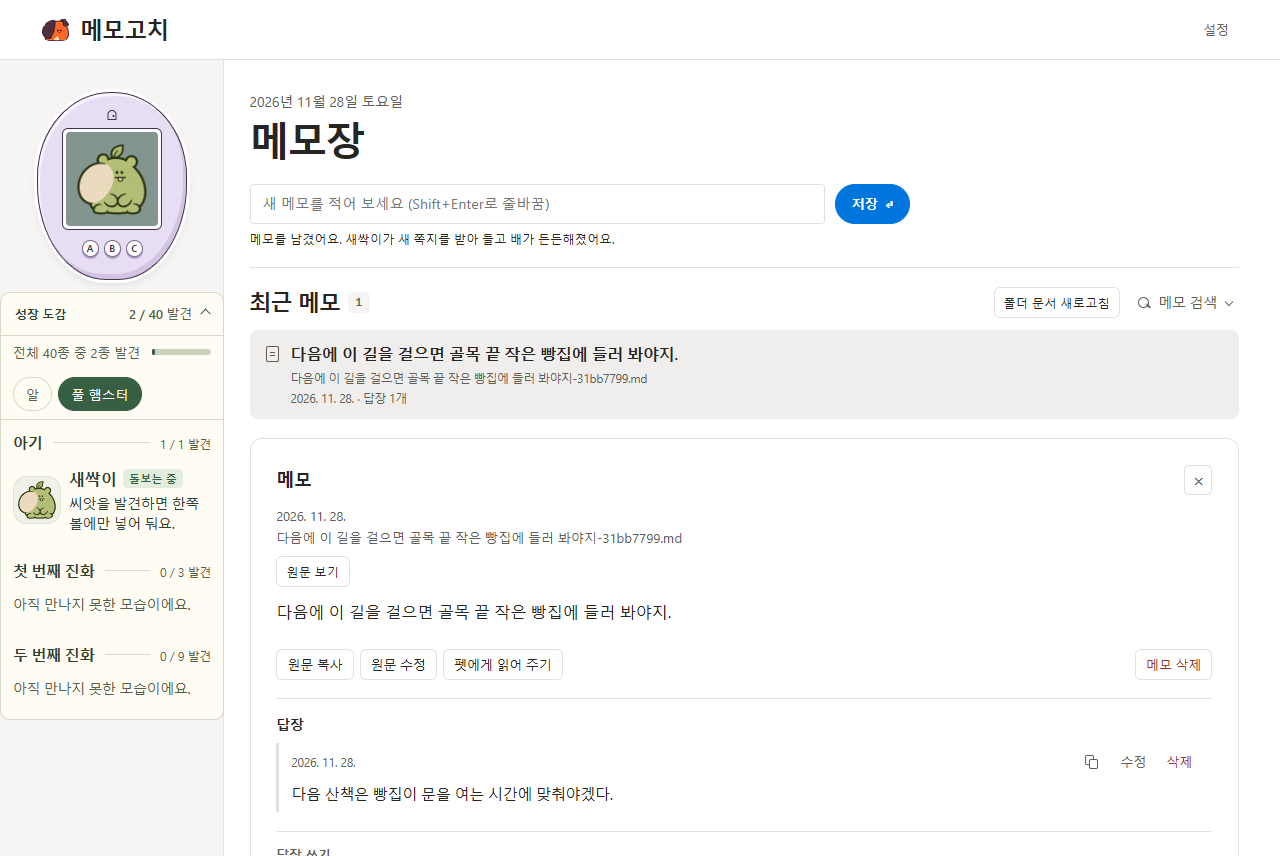 메모고치
설정
A B C
성장 도감 2 / 40 발견
전체 40종 중 2종 발견
알 풀 햄스터
아기 1 / 1 발견
새싹이 돌보는 중
씨앗을 발견하면 한쪽
볼에만 넣어 둬요.
첫 번째 진화 0 / 3 발견
아직 만나지 못한 모습이에요.
두 번째 진화 0 / 9 발견
아직 만나지 못한 모습이에요.
2026년 11월 28일 토요일
메모장
새 메모를 적어 보세요 (Shift+Enter로 줄바꿈)
저장
메모를 남겼어요. 새싹이가 새 쪽지를 받아 들고 배가 든든해졌어요.
최근 메모 1
폴더 문서 새로고침 메모 검색
다음에 이 길을 걸으면 골목 끝 작은 빵집에 들러 봐야지.
다음에 이 길을 걸으면 골목 끝 작은 빵집에 들러 봐야지-31bb7799.md
2026. 11. 28. · 답장 1개
메모
×
2026. 11. 28.
다음에 이 길을 걸으면 골목 끝 작은 빵집에 들러 봐야지-31bb7799.md
원문 보기
다음에 이 길을 걸으면 골목 끝 작은 빵집에 들러 봐야지.
원문 복사 원문 수정 펫에게 읽어 주기 메모 삭제
답장
2026. 11. 28. 수정 삭제
다음 산책은 빵집이 문을 여는 시간에 맞춰야겠다.
답장 쓰기